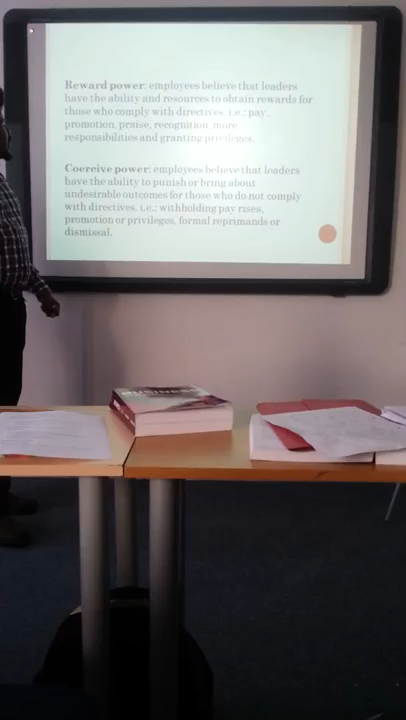 Reward power: employees believe that leaders
have the ability and resources to obtain rewards for
those who comply with directives. i.e.; pay,
promotion, praise, recognition, more
responsibilities and granting privileges.
Coercive power: employees believe that leaders
have the ability to punish or bring about
undesirable outcomes for those who do not comply
with directives. i.e.; withholding pay rises,
promotion or privileges, formal reprimands or
dismissal.
BUSINESS